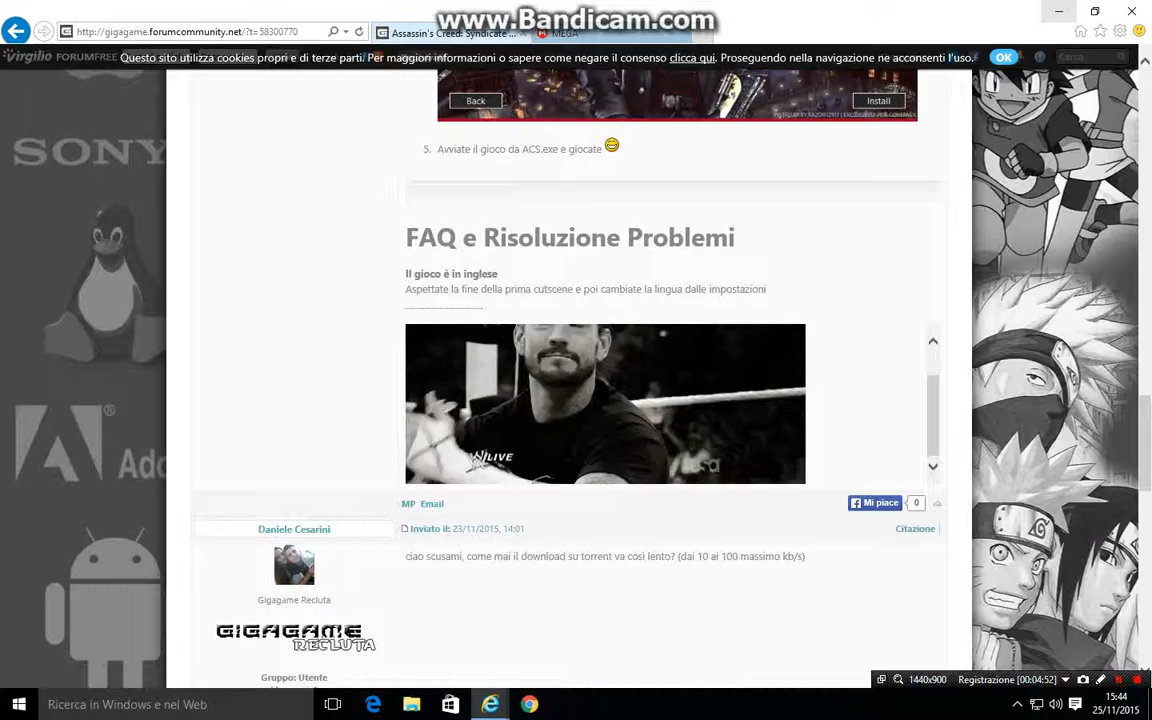 www.Bandicam.com
http://gigagame.forumcommunity.net/?t=58300770
Assassin's Creed: Syndicate ...
MEGA
Virgilio FORUMFREE
Questo sito utilizza cookies propri e di terze parti. Per maggiori informazioni o sapere come negare il consenso clicca qui. Proseguendo nella navigazione ne acconsenti l'uso.
OK
Cerca
SONY
Back
Install
5. Avviate il gioco da ACS.exe e giocate
FAQ e Risoluzione Problemi
Il gioco è in inglese
Aspettate la fine della prima cutscene e poi cambiate la lingua dalle impostazioni
LIVE
usa
Ado
MP Email
Mi piace
0
Daniele Cesarini
Inviato il: 23/11/2015, 14:01
Citazione
ciao scusami, come mai il download su torrent va così lento? (dai 10 ai 100 massimo kb/s)
Gigagame Recluta
GIGAGAME
RECLUTA
Gruppo: Utente
1440x900
Registrazione [00:04:52]
Ricerca in Windows e nel Web
15:44
25/11/2015